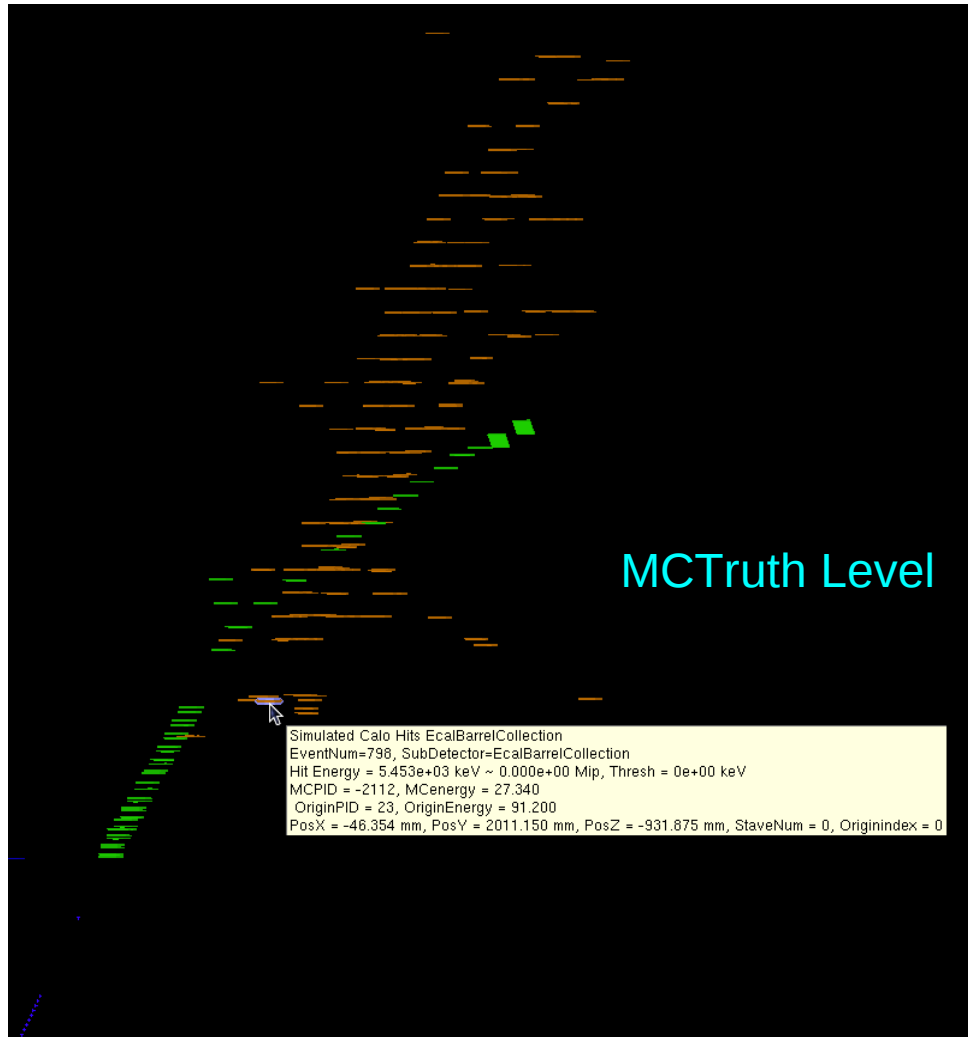 MCTruth Level
Simulated Calo Hits EcalBarrelCollection
EventNum=798, SubDetector=EcalBarrelCollection
Hit Energy = 5.453e+03 keV ~ 0.000e+00 Mip, Thresh = 0e+00 keV
MCPID = -2112, MCenergy = 27.340
OriginPID = 23, OriginEnergy = 91.200
PosX = -46.354 mm, PosY = 2011.150 mm, PosZ = -931.875 mm, StaveNum = 0, Originindex = 0